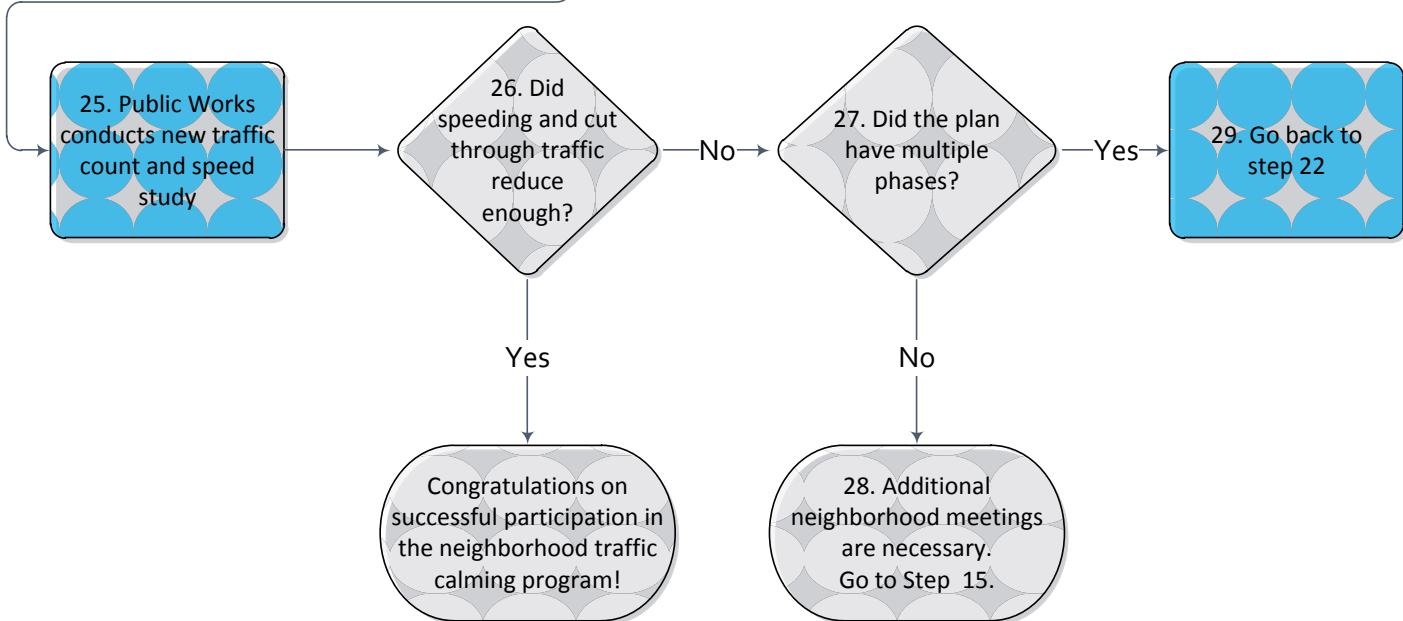 25. Public Works
conducts new traffic
count and speed
study
26. Did
speeding and cut
through traffic
reduce
enough?
No
27. Did the plan
have multiple
phases?
Yes
29. Go back to
step 22
Yes
No
Congratulations on
successful participation in
the neighborhood traffic
calming program!
28. Additional
neighborhood meetings
are necessary.
Go to Step  15.